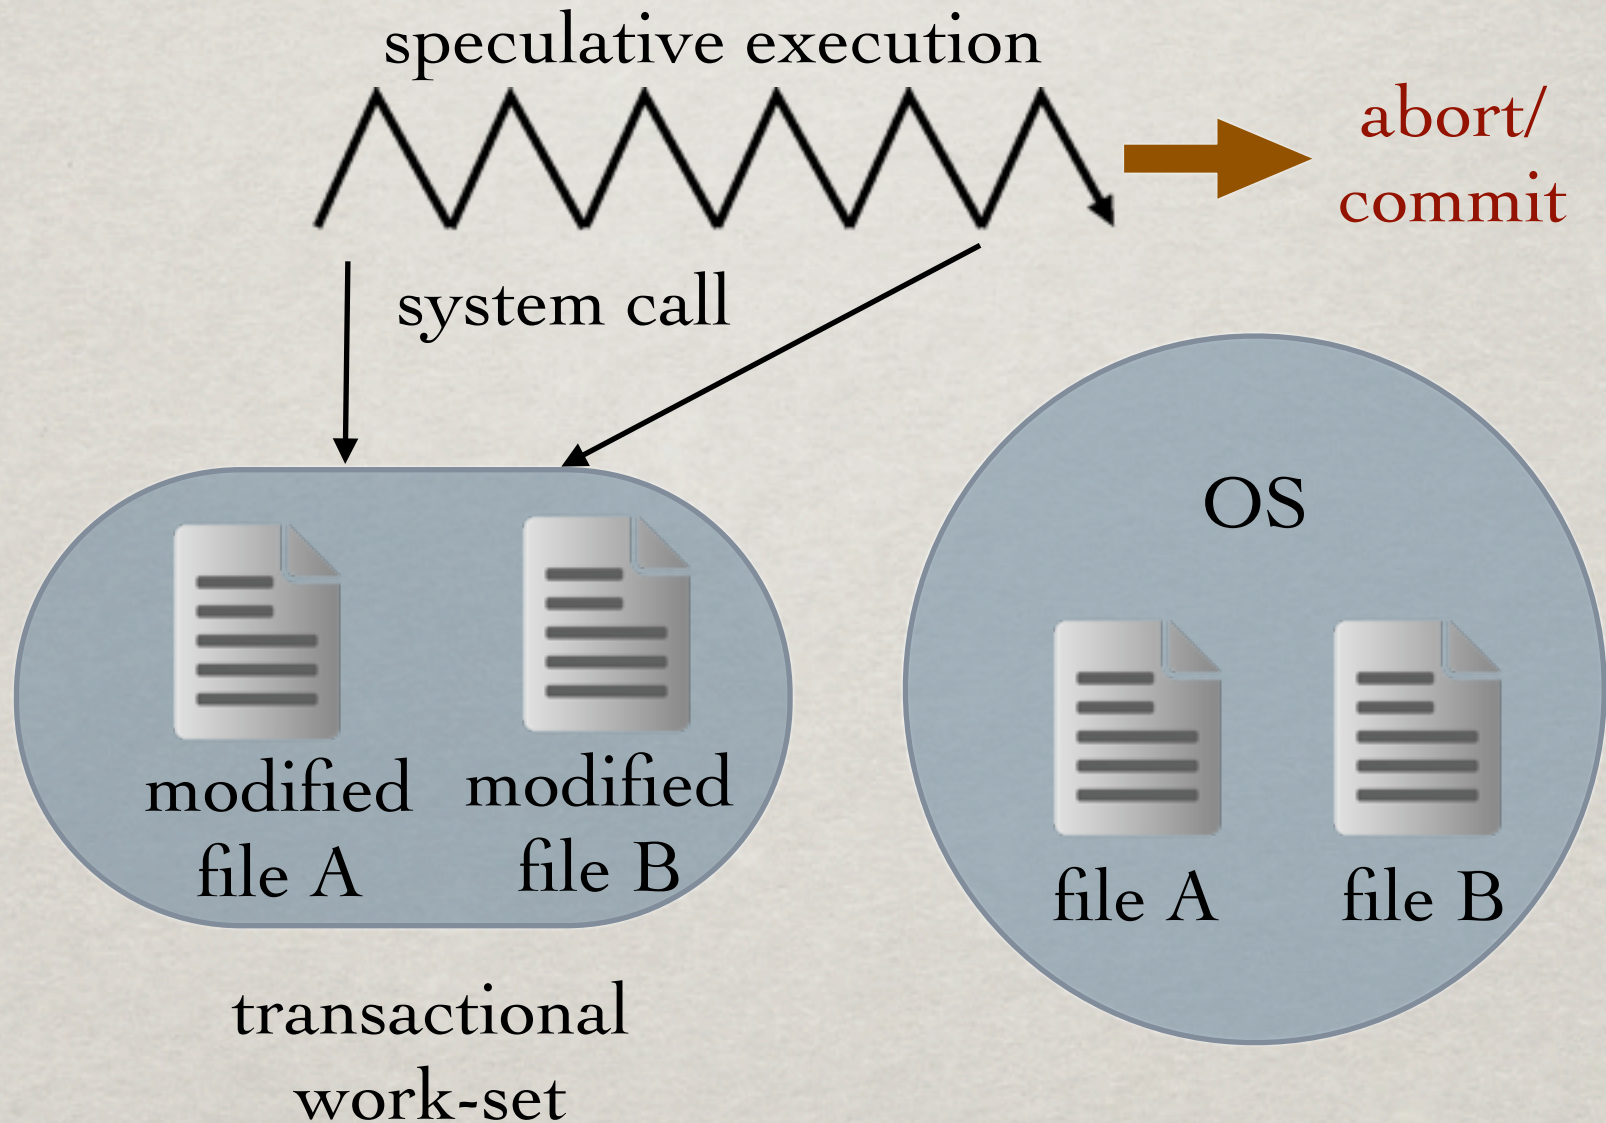 speculative execution
abort/
commit
system call
OS
modified
file A
modified
file B
file A
file B
transactional
work-set